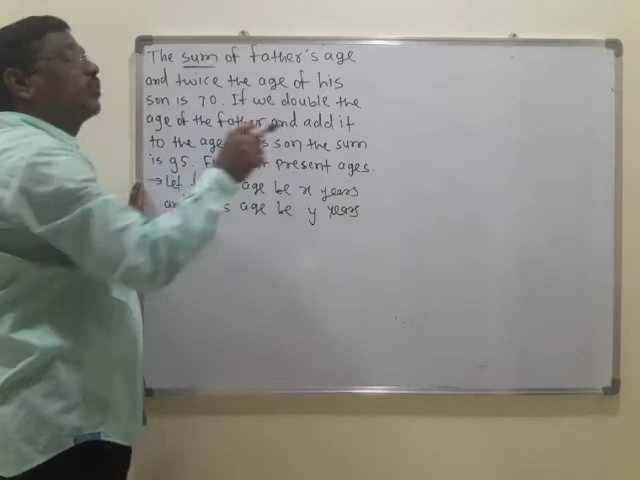 The sum of father's age
and twice the age of his
son is 70. If we double the
age of the father and add it
to the age son the sum
is 95. present ages.
→ Let age be x years
age be y years